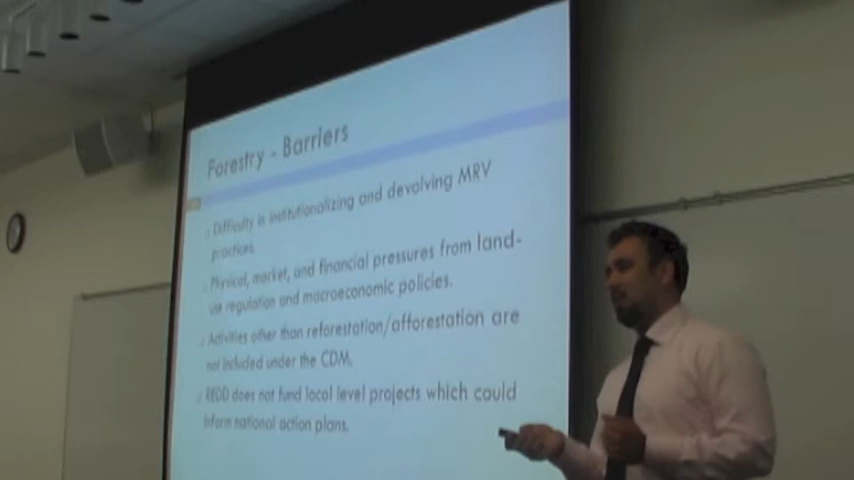 Forestry - Barriers
Difficulty in institutionalizing and devolving MRV
practices.
Physical, market, and financial pressures from land-
use regulation and macroeconomic policies.
Activities other than reforestation/afforestation are
not included under the CDM.
REDD does not fund local level projects which could
inform national action plans.